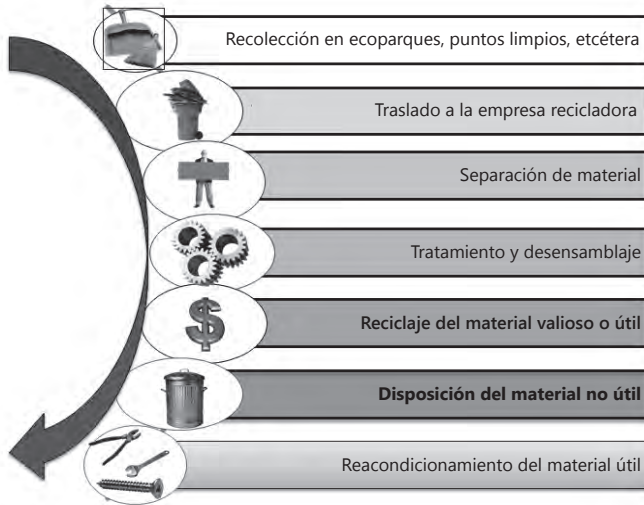 Recolección en ecoparques, puntos limpios, etcétera
Traslado a la empresa recicladora
Separación de material
Tratamiento y desensamblaje
Reciclaje del material valioso o útil
Disposición del material no útil
Reacondicionamiento del material útil